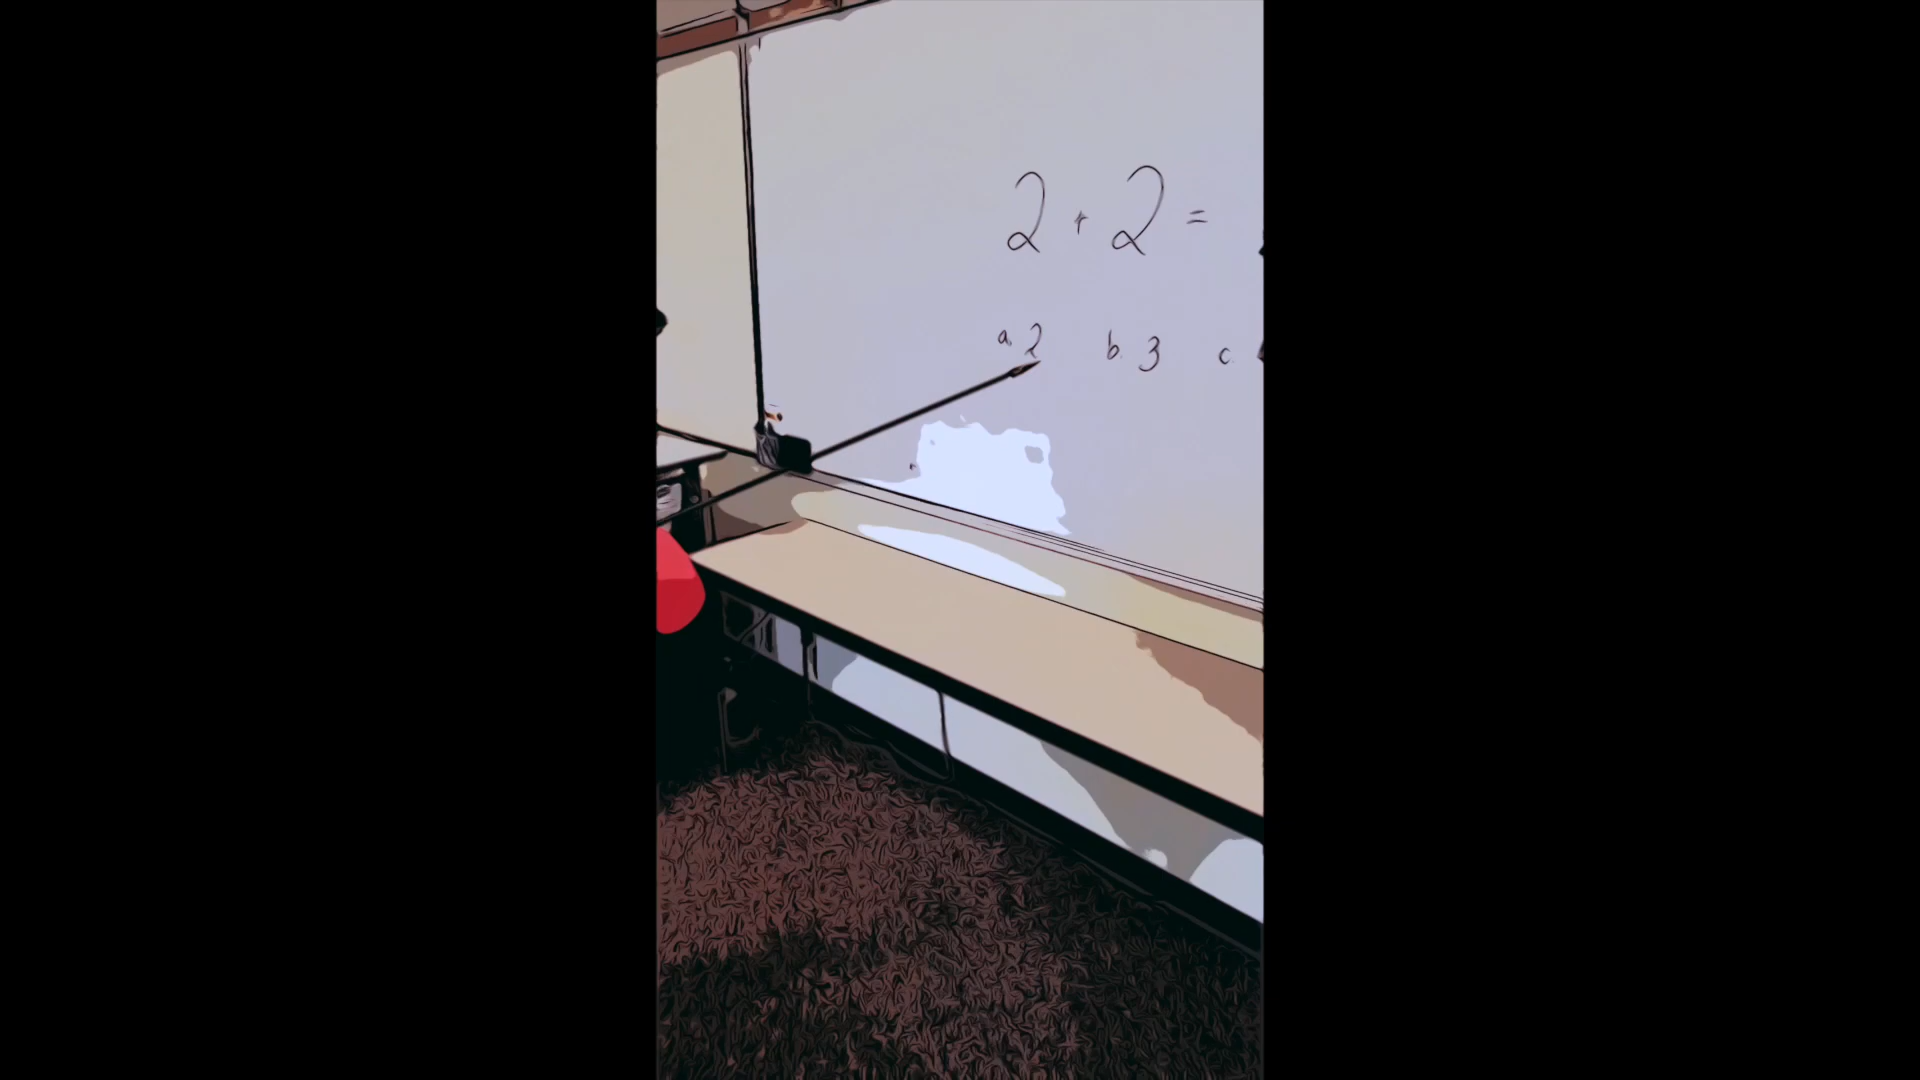 2 + 2 =
a. 2 b. 3 c.